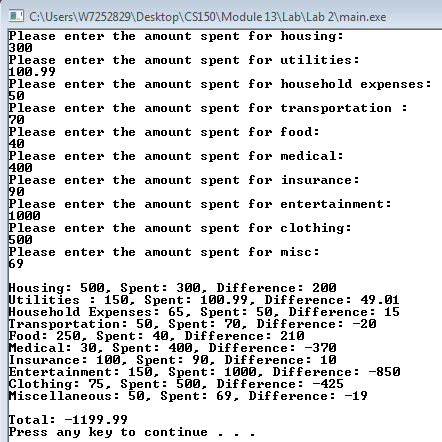 C:\Users\W7252829\Desktop\CS150\Module 13\Lab\Lab 2\main.exe
Please enter the amount spent for housing:
300
Please enter the amount spent for utilities:
100.99
Please enter the amount spent for household expenses:
50
Please enter the amount spent for transportation :
70
Please enter the amount spent for food:
40
Please enter the amount spent for medical:
400
Please enter the amount spent for insurance:
90
Please enter the amount spent for entertainment:
1000
Please enter the amount spent for clothing:
500
Please enter the amount spent for misc:
69
Housing: 500, Spent: 300, Difference: 200
Utilities : 150, Spent: 100.99, Difference: 49.01
Household Expenses: 65, Spent: 50, Difference: 15
Transportation: 50, Spent: 70, Difference: -20
Food: 250, Spent: 40, Difference: 210
Medical: 30, Spent: 400, Difference: -370
Insurance: 100, Spent: 90, Difference: 10
Entertainment: 150, Spent: 1000, Difference: -850
Clothing: 75, Spent: 500, Difference: -425
Miscellaneous: 50, Spent: 69, Difference: -19
Total: -1199.99
Press any key to continue . . .